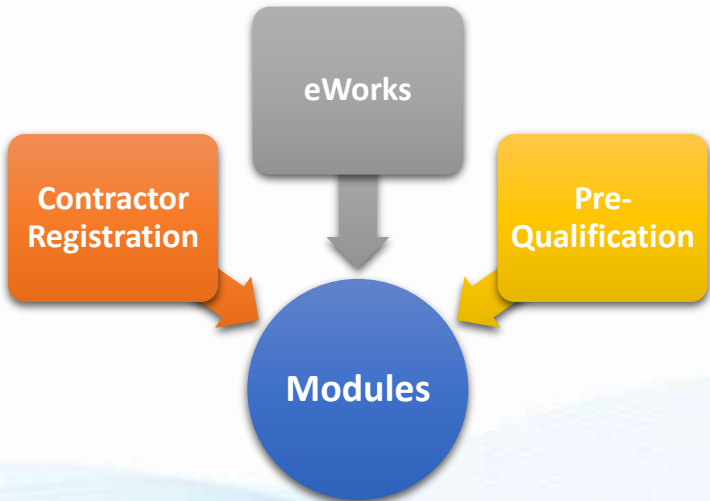 eWorks
Contractor
Registration
Pre-
Qualification
Modules